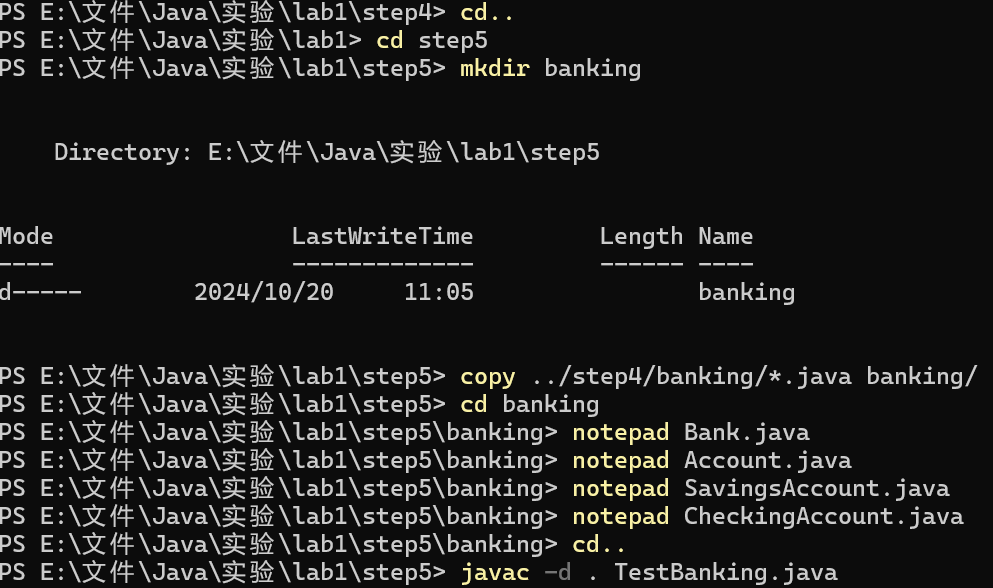 PS E:\文件\Java\实验\lab1\step4> cd..
PS E:\文件\Java\实验\lab1> cd step5
PS E:\文件\Java\实验\lab1\step5> mkdir banking
Directory: E:\文件\Java\实验\lab1\step5
Mode LastWriteTime Length Name
---- ------------- ------ ----
d----- 2024/10/20 11:05 banking
PS E:\文件\Java\实验\lab1\step5> copy ../step4/banking/*.java banking/
PS E:\文件\Java\实验\lab1\step5> cd banking
PS E:\文件\Java\实验\lab1\step5\banking> notepad Bank.java
PS E:\文件\Java\实验\lab1\step5\banking> notepad Account.java
PS E:\文件\Java\实验\lab1\step5\banking> notepad SavingsAccount.java
PS E:\文件\Java\实验\lab1\step5\banking> notepad CheckingAccount.java
PS E:\文件\Java\实验\lab1\step5\banking> cd..
PS E:\文件\Java\实验\lab1\step5> javac -d . TestBanking.java